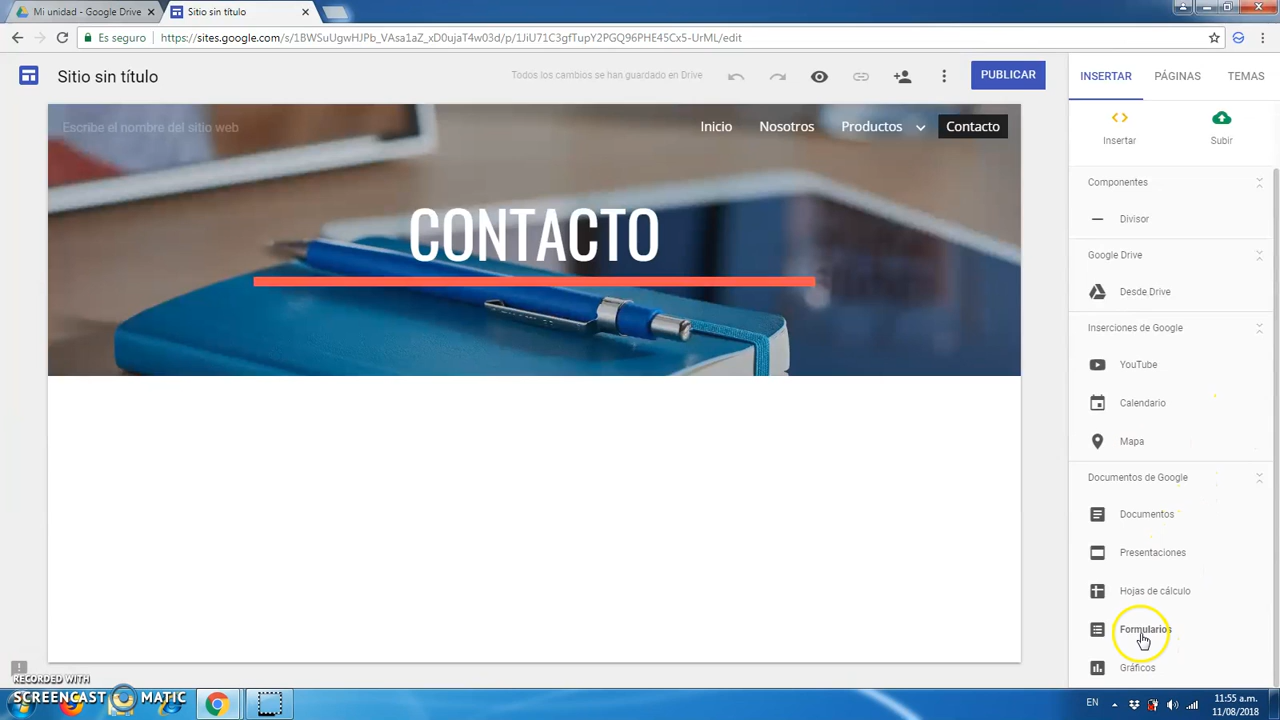 Mi unidad - Google Drive
Sitio sin título
Es seguro
https://sites.google.com/s/1BWSuUgwHJPb_VAsa1aZ_xD0ujaT4w03d/p/1JiU71C3gfTupY2PGQ96PHE45Cx5-UrML/edit
Sitio sin título
Todos los cambios se han guardado en Drive
PUBLICAR
INSERTAR
PÁGINAS
TEMAS
Escribe el nombre del sitio web
Inicio
Nosotros
Productos
Contacto
CONTACTO
Insertar
Subir
Componentes
Divisor
Google Drive
Desde Drive
Inserciones de Google
YouTube
Calendario
Mapa
Documentos de Google
Documentos
Presentaciones
Hojas de cálculo
Formularios
Gráficos
RECORDED WITH
SCREENCAST MATIC
EN
11:55 a.m.
11/08/2018